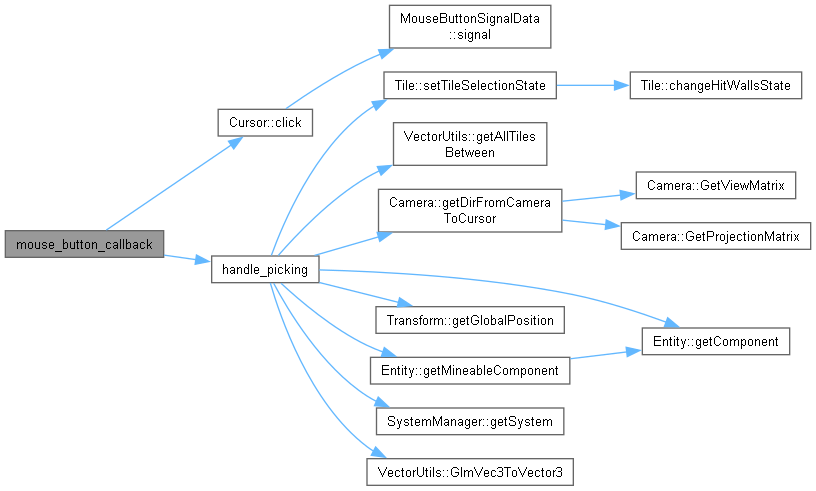 MouseButtonSignalData
::signal
Tile::setTileSelectionState
Tile::changeHitWallsState
Cursor::click
VectorUtils::getAllTiles
Between
Camera::GetViewMatrix
Camera::getDirFromCamera
ToCursor
Camera::GetProjectionMatrix
mouse_button_callback
handle_picking
Transform::getGlobalPosition
Entity::getComponent
Entity::getMineableComponent
SystemManager::getSystem
VectorUtils::GlmVec3ToVector3